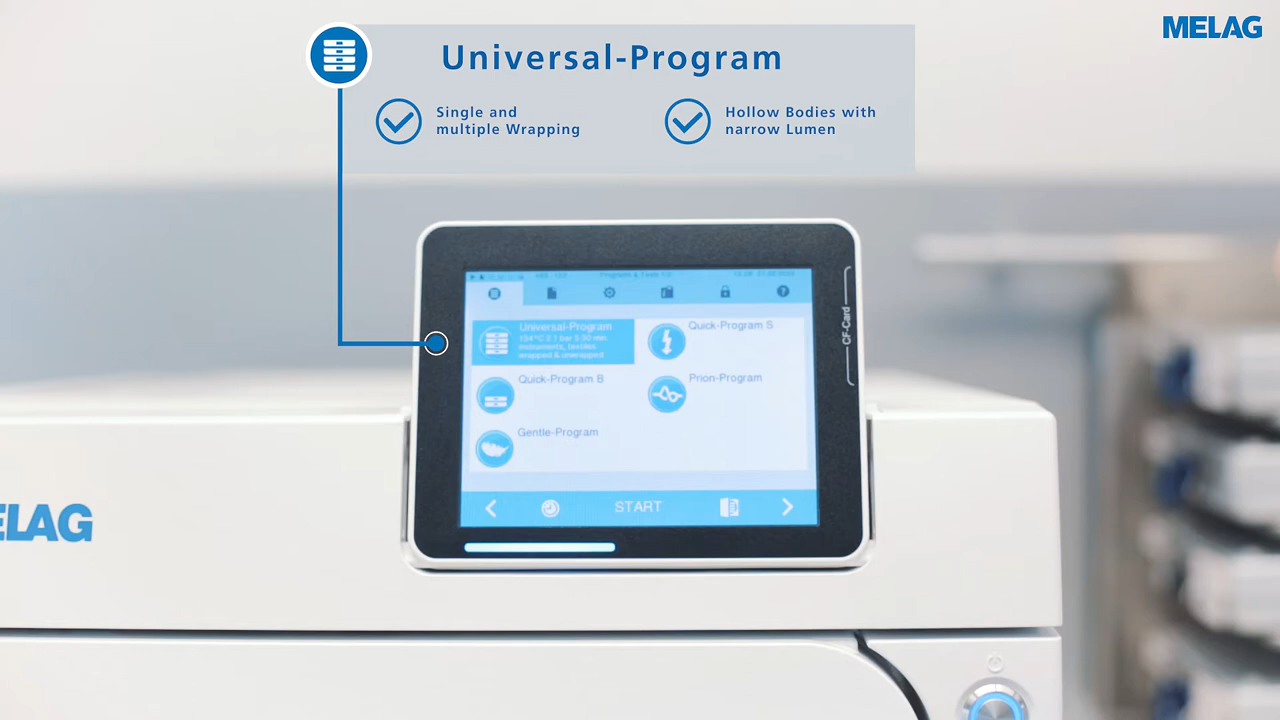 MELAG
Universal-Program
Single and
multiple Wrapping
Hollow Bodies with
narrow Lumen
CF-Card
Universal-Program
134°C 2.1 bar 5:30 min
Instruments, textiles
wrapped & unwrapped
Quick-Program S
Quick-Program B
Prion-Program
Gentle-Program
START
ELAG